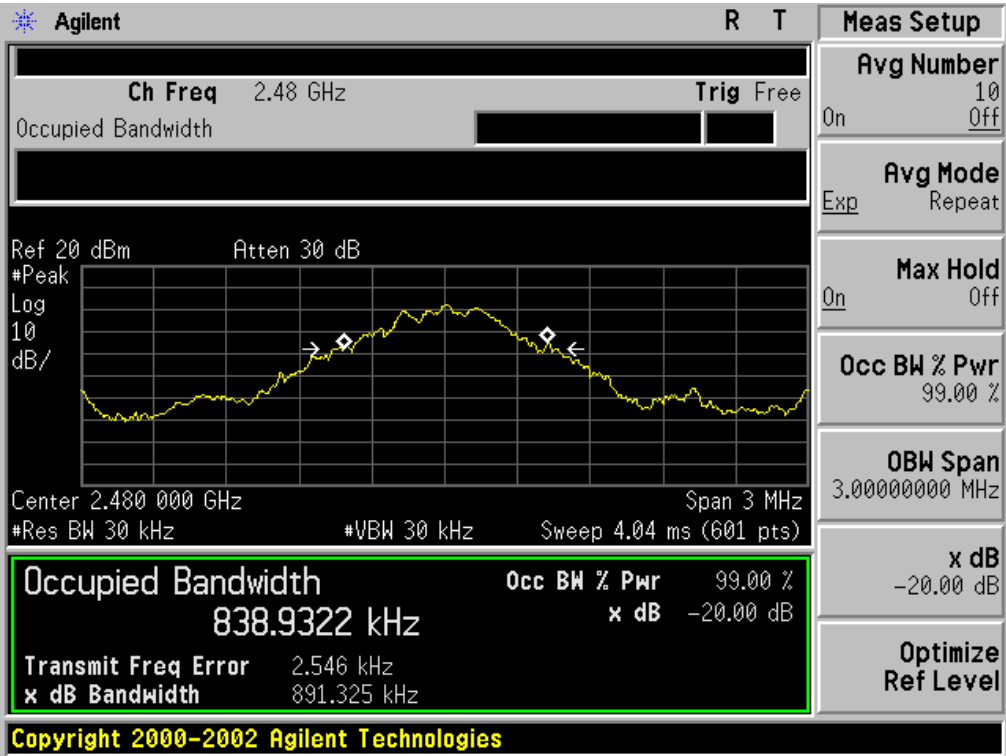 Agilent R T
Meas Setup
Ch Freq 2.48 GHz Trig Free
Occupied Bandwidth
Ref 20 dBm Atten 30 dB
#Peak
Log
10
dB/
Center 2.480 000 GHz Span 3 MHz
#Res BW 30 kHz #VBW 30 kHz Sweep 4.04 ms (601 pts)
Occupied Bandwidth Occ BW % Pwr 99.00 %
838.9322 kHz x dB -20.00 dB
Transmit Freq Error 2.546 kHz
x dB Bandwidth 891.325 kHz
Avg Number
10
On Off
Avg Mode
Exp Repeat
Max Hold
On Off
Occ BW % Pwr
99.00 %
OBW Span
3.00000000 MHz
x dB
-20.00 dB
Optimize
Ref Level
Copyright 2000-2002 Agilent Technologies